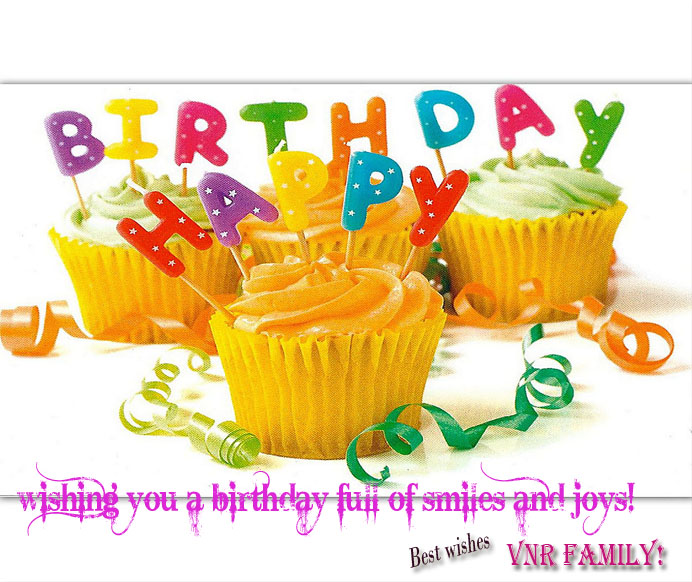 BIRTHDAY
HAPPY
wishing you a birthday full of smiles and joys!
Best wishes VNR FAMILY!